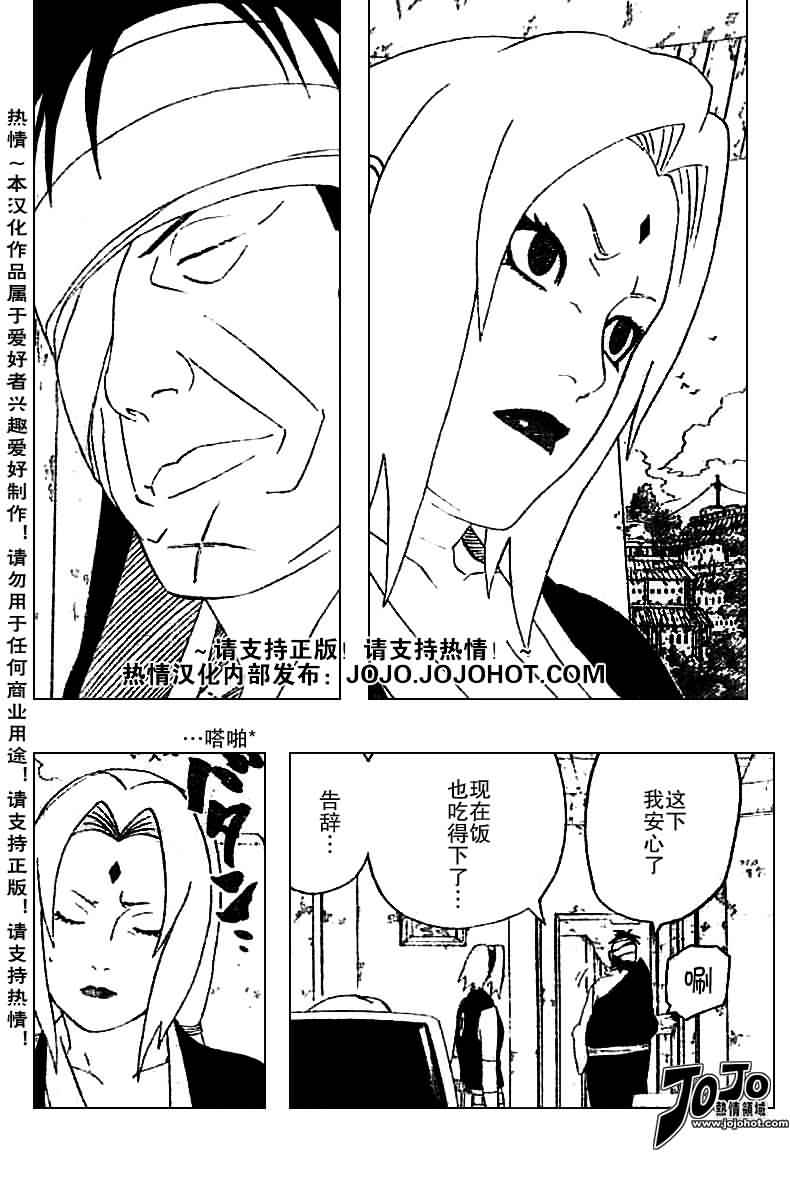 热情~本汉化作品属于爱好者兴趣爱好制作！请勿用于任何商业用途！请支持正版！请支持热情！
~请支持正版！请支持热情！~
热情汉化内部发布：JOJO.JOJOHOT.COM
这下
我安心了
唰
现在饭
也吃得下了…
告辞…
…嗒啪*
ドタン
JOJO
熱情領域
www.jojohot.com